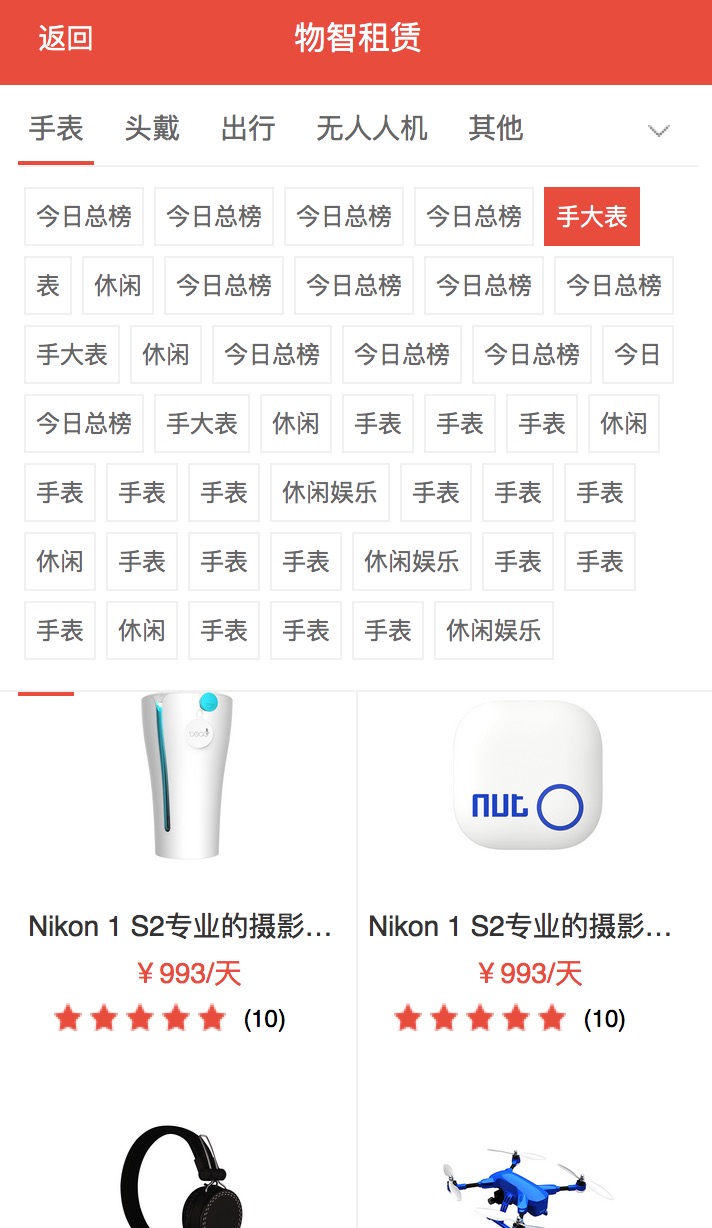 返回 物智租赁
手表 头戴 出行 无人人机 其他
今日总榜 今日总榜 今日总榜 今日总榜 手大表
表 休闲 今日总榜 今日总榜 今日总榜 今日总榜
手大表 休闲 今日总榜 今日总榜 今日总榜 今日
今日总榜 手大表 休闲 手表 手表 手表 休闲
手表 手表 手表 休闲娱乐 手表 手表 手表
休闲 手表 手表 手表 休闲娱乐 手表 手表
手表 休闲 手表 手表 手表 休闲娱乐
nut
Nikon 1 S2专业的摄影... Nikon 1 S2专业的摄影...
¥993/天 ¥993/天
(10) (10)